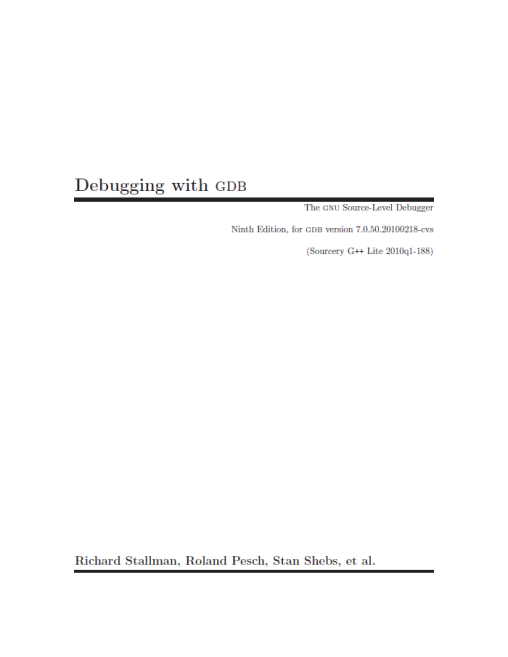 Debugging with GDB
The GNU Source-Level Debugger
Ninth Edition, for GDB version 7.0.50.20100218-cvs
(Sourcery G++ Lite 2010q1-188)
Richard Stallman, Roland Pesch, Stan Shebs, et al.